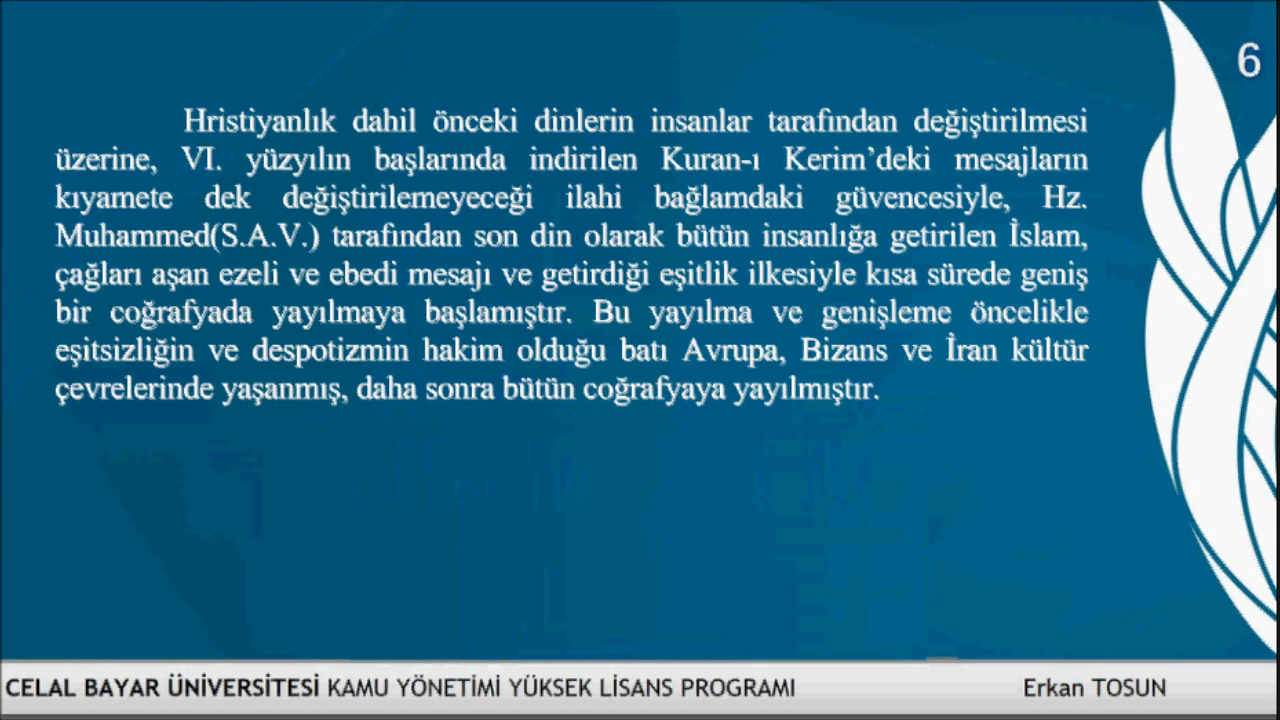 6
Hristiyanlık dahil önceki dinlerin insanlar tarafından değiştirilmesi
üzerine, VI. yüzyılın başlarında indirilen Kuran-ı Kerim’deki mesajların
kıyamete dek değiştirilemeyeceği ilahi bağlamdaki güvencesiyle, Hz.
Muhammed(S.A.V.) tarafından son din olarak bütün insanlığa getirilen İslam,
çağları aşan ezeli ve ebedi mesajı ve getirdiği eşitlik ilkesiyle kısa sürede geniş
bir coğrafyada yayılmaya başlamıştır. Bu yayılma ve genişleme öncelikle
eşitsizliğin ve despotizmin hakim olduğu batı Avrupa, Bizans ve İran kültür
çevrelerinde yaşanmış, daha sonra bütün coğrafyaya yayılmıştır.
CELAL BAYAR ÜNİVERSİTESİ KAMU YÖNETİMİ YÜKSEK LİSANS PROGRAMI Erkan TOSUN